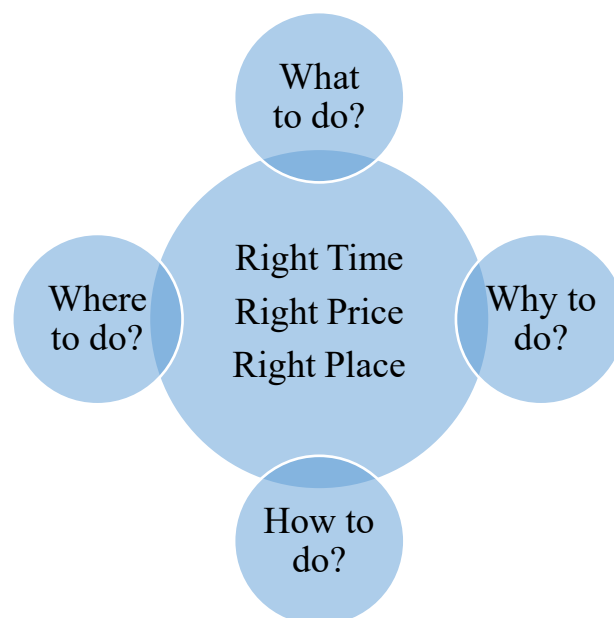 What
to do?
Right Time
Right Price
Right Place
Where
to do?
Why to
do?
How to
do?